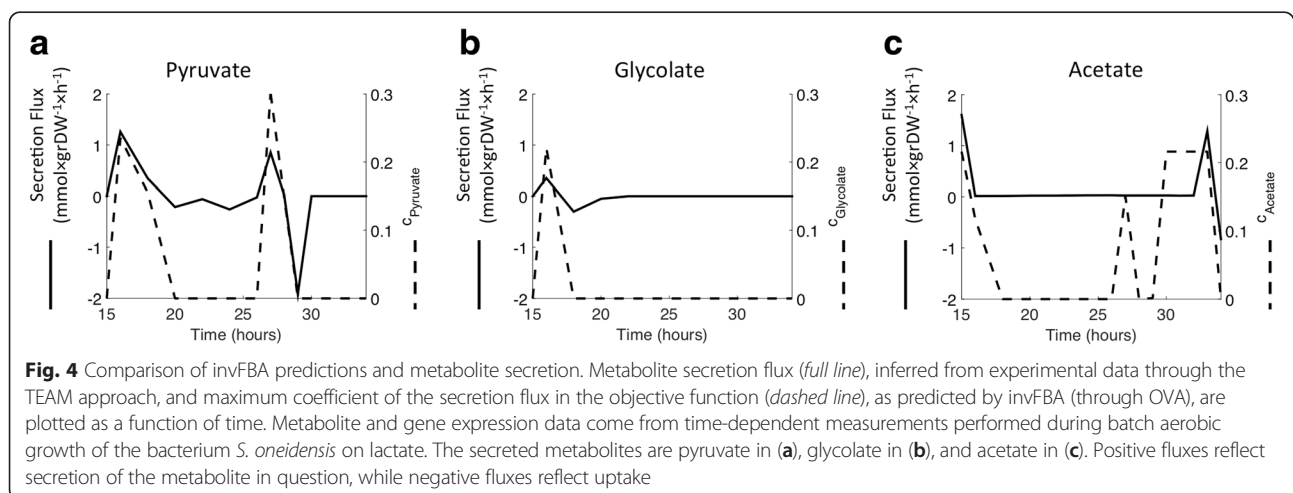 a
Pyruvate
Secretion Flux
(mmol×grDW⁻¹×h⁻¹)
2
1
0
-1
-2
0.3
0.2
0.1
0
cPyruvate
15
20
25
30
Time (hours)
b
Glycolate
Secretion Flux
(mmol×grDW⁻¹×h⁻¹)
2
1
0
-1
-2
0.3
0.2
0.1
0
cGlycolate
15
20
25
30
Time (hours)
c
Acetate
Secretion Flux
(mmol×grDW⁻¹×h⁻¹)
2
1
0
-1
-2
0.3
0.2
0.1
0
cAcetate
15
20
25
30
Time (hours)
Fig. 4 Comparison of invFBA predictions and metabolite secretion. Metabolite secretion flux (full line), inferred from experimental data through the
TEAM approach, and maximum coefficient of the secretion flux in the objective function (dashed line), as predicted by invFBA (through OVA), are
plotted as a function of time. Metabolite and gene expression data come from time-dependent measurements performed during batch aerobic
growth of the bacterium S. oneidensis on lactate. The secreted metabolites are pyruvate in (a), glycolate in (b), and acetate in (c). Positive fluxes reflect
secretion of the metabolite in question, while negative fluxes reflect uptake